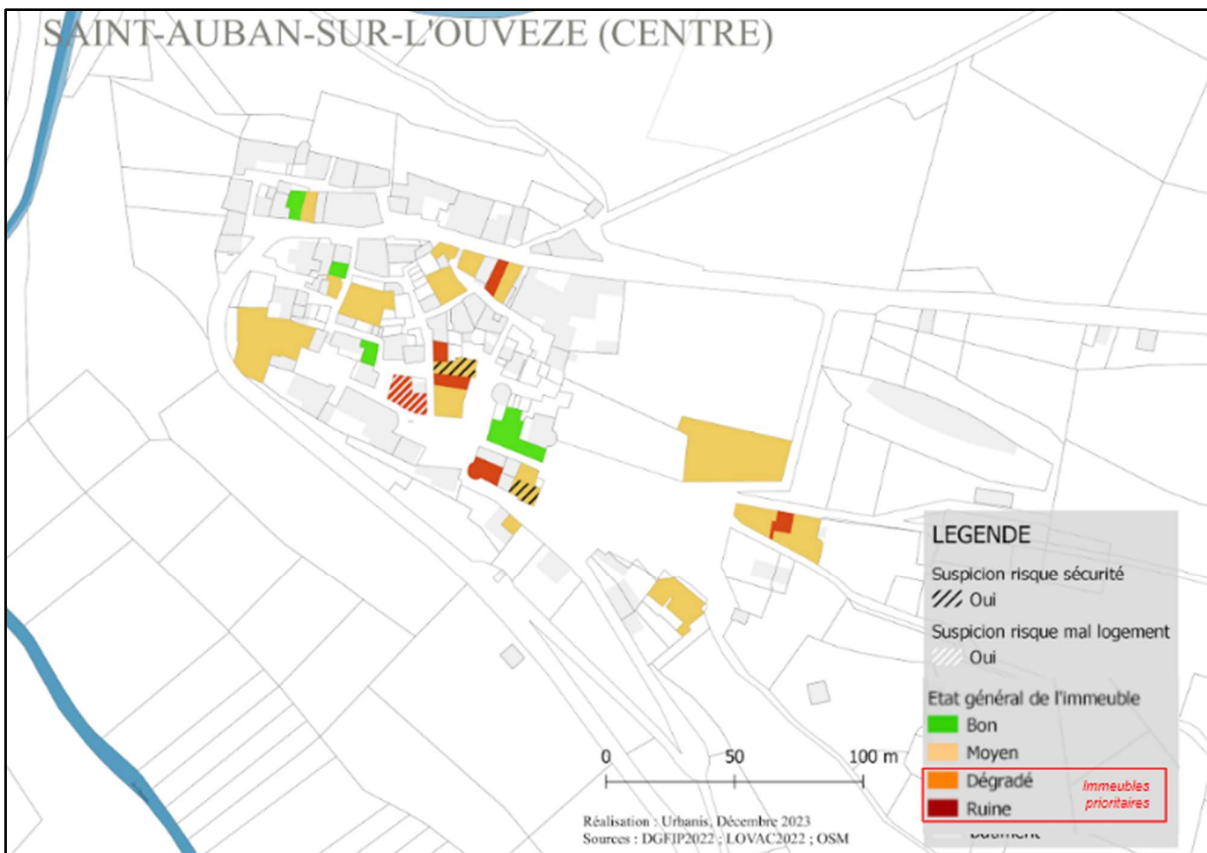 SAINT-AUBAN-SUR-L'OUVEZE (CENTRE)
LEGENDE
Suspicion risque sécurité
Oui
Suspicion risque mal logement
Oui
Etat général de l'immeuble
Bon
Moyen
Dégradé
Ruine
Immeubles
prioritaires
0 50 100 m
Réalisation : Urbanis, Décembre 2023
Sources : DGFIP2022 ; LOVAC2022 ; OSM